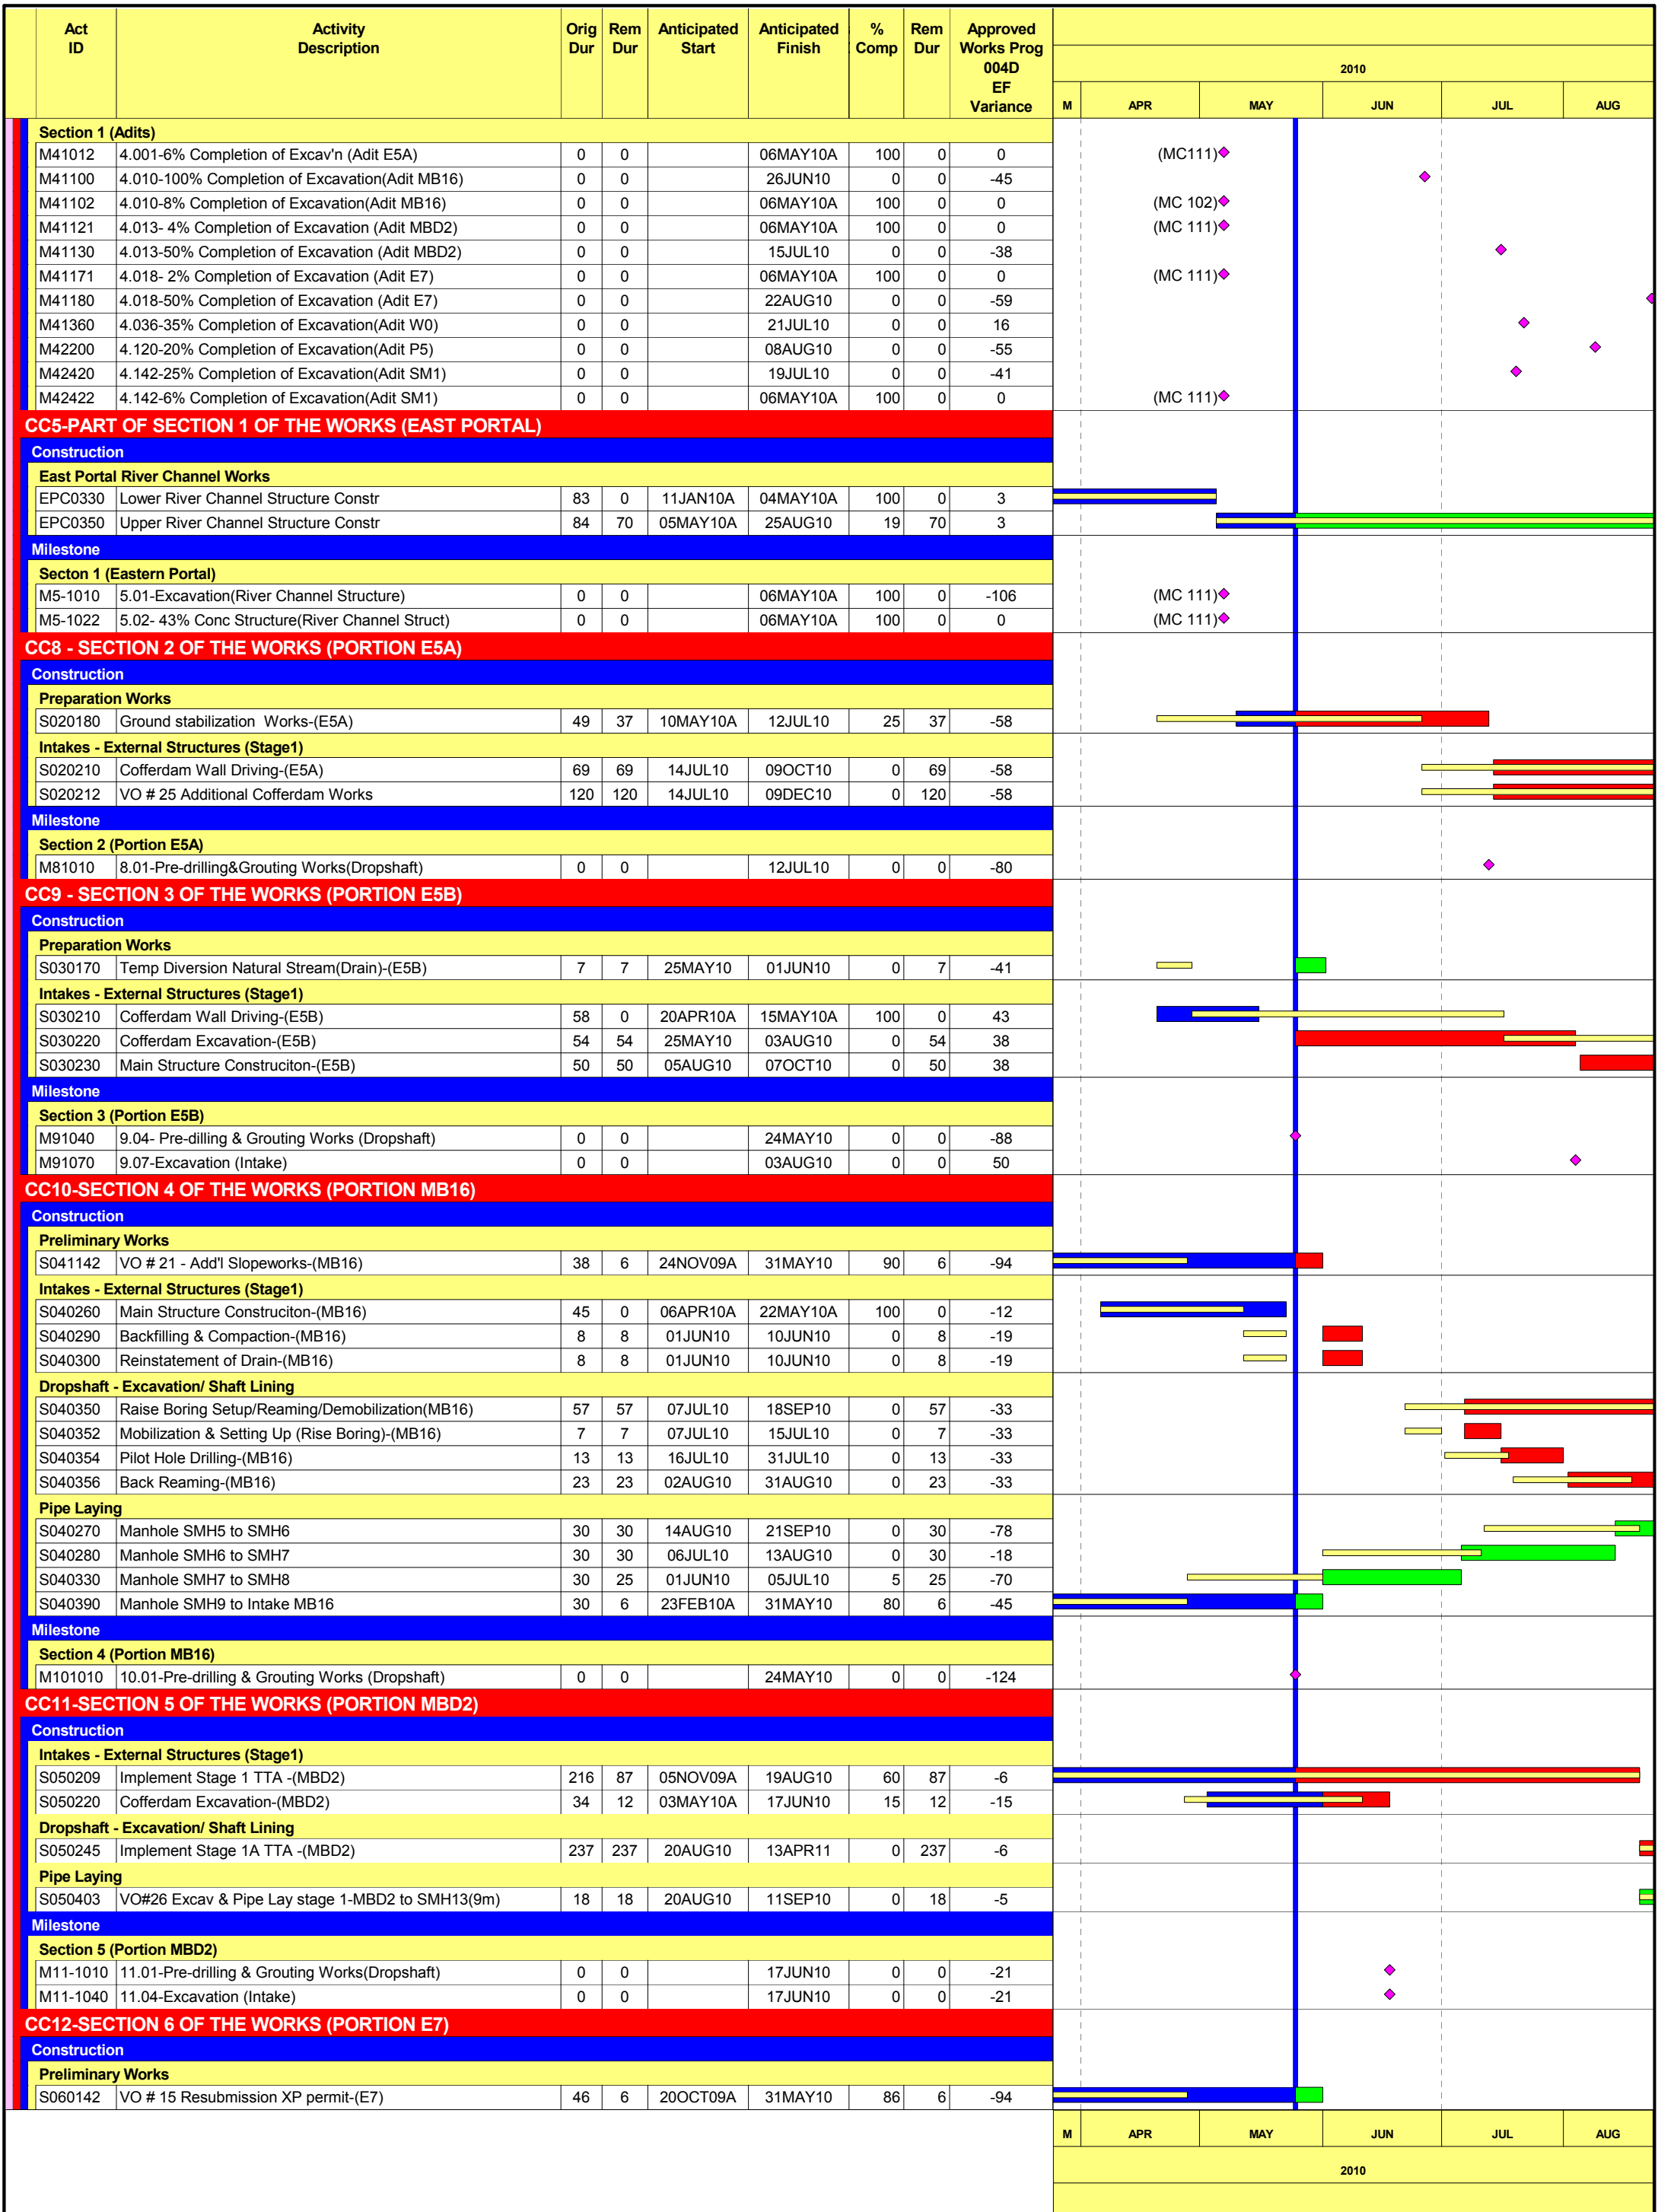 Act ID Activity Description Orig Dur Rem Dur Anticipated Start Anticipated Finish % Comp Rem Dur Approved Works Prog 004D EF Variance
2010
M APR MAY JUN JUL AUG
Section 1 (Adits)
M41012 4.001-6% Completion of Excav'n (Adit E5A) 0 0 06MAY10A 100 0 0 (MC111)
M41100 4.010-100% Completion of Excavation(Adit MB16) 0 0 26JUN10 0 0 -45
M41102 4.010-8% Completion of Excavation(Adit MB16) 0 0 06MAY10A 100 0 0 (MC 102)
M41121 4.013- 4% Completion of Excavation (Adit MBD2) 0 0 06MAY10A 100 0 0 (MC 111)
M41130 4.013-50% Completion of Excavation (Adit MBD2) 0 0 15JUL10 0 0 -38
M41171 4.018- 2% Completion of Excavation (Adit E7) 0 0 06MAY10A 100 0 0 (MC 111)
M41180 4.018-50% Completion of Excavation (Adit E7) 0 0 22AUG10 0 0 -59
M41360 4.036-35% Completion of Excavation(Adit W0) 0 0 21JUL10 0 0 16
M42200 4.120-20% Completion of Excavation(Adit P5) 0 0 08AUG10 0 0 -55
M42420 4.142-25% Completion of Excavation(Adit SM1) 0 0 19JUL10 0 0 -41
M42422 4.142-6% Completion of Excavation(Adit SM1) 0 0 06MAY10A 100 0 0 (MC 111)
CC5-PART OF SECTION 1 OF THE WORKS (EAST PORTAL)
Construction
East Portal River Channel Works
EPC0330 Lower River Channel Structure Constr 83 0 11JAN10A 04MAY10A 100 0 3
EPC0350 Upper River Channel Structure Constr 84 70 05MAY10A 25AUG10 19 70 3
Milestone
Secton 1 (Eastern Portal)
M5-1010 5.01-Excavation(River Channel Structure) 0 0 06MAY10A 100 0 -106 (MC 111)
M5-1022 5.02- 43% Conc Structure(River Channel Struct) 0 0 06MAY10A 100 0 0 (MC 111)
CC8 - SECTION 2 OF THE WORKS (PORTION E5A)
Construction
Preparation Works
S020180 Ground stabilization Works-(E5A) 49 37 10MAY10A 12JUL10 25 37 -58
Intakes - External Structures (Stage1)
S020210 Cofferdam Wall Driving-(E5A) 69 69 14JUL10 09OCT10 0 69 -58
S020212 VO # 25 Additional Cofferdam Works 120 120 14JUL10 09DEC10 0 120 -58
Milestone
Section 2 (Portion E5A)
M81010 8.01-Pre-drilling&Grouting Works(Dropshaft) 0 0 12JUL10 0 0 -80
CC9 - SECTION 3 OF THE WORKS (PORTION E5B)
Construction
Preparation Works
S030170 Temp Diversion Natural Stream(Drain)-(E5B) 7 7 25MAY10 01JUN10 0 7 -41
Intakes - External Structures (Stage1)
S030210 Cofferdam Wall Driving-(E5B) 58 0 20APR10A 15MAY10A 100 0 43
S030220 Cofferdam Excavation-(E5B) 54 54 25MAY10 03AUG10 0 54 38
S030230 Main Structure Construciton-(E5B) 50 50 05AUG10 07OCT10 0 50 38
Milestone
Section 3 (Portion E5B)
M91040 9.04- Pre-dilling & Grouting Works (Dropshaft) 0 0 24MAY10 0 0 -88
M91070 9.07-Excavation (Intake) 0 0 03AUG10 0 0 50
CC10-SECTION 4 OF THE WORKS (PORTION MB16)
Construction
Preliminary Works
S041142 VO # 21 - Add'l Slopeworks-(MB16) 38 6 24NOV09A 31MAY10 90 6 -94
Intakes - External Structures (Stage1)
S040260 Main Structure Construciton-(MB16) 45 0 06APR10A 22MAY10A 100 0 -12
S040290 Backfilling & Compaction-(MB16) 8 8 01JUN10 10JUN10 0 8 -19
S040300 Reinstatement of Drain-(MB16) 8 8 01JUN10 10JUN10 0 8 -19
Dropshaft - Excavation/ Shaft Lining
S040350 Raise Boring Setup/Reaming/Demobilization(MB16) 57 57 07JUL10 18SEP10 0 57 -33
S040352 Mobilization & Setting Up (Rise Boring)-(MB16) 7 7 07JUL10 15JUL10 0 7 -33
S040354 Pilot Hole Drilling-(MB16) 13 13 16JUL10 31JUL10 0 13 -33
S040356 Back Reaming-(MB16) 23 23 02AUG10 31AUG10 0 23 -33
Pipe Laying
S040270 Manhole SMH5 to SMH6 30 30 14AUG10 21SEP10 0 30 -78
S040280 Manhole SMH6 to SMH7 30 30 06JUL10 13AUG10 0 30 -18
S040330 Manhole SMH7 to SMH8 30 25 01JUN10 05JUL10 5 25 -70
S040390 Manhole SMH9 to Intake MB16 30 6 23FEB10A 31MAY10 80 6 -45
Milestone
Section 4 (Portion MB16)
M101010 10.01-Pre-drilling & Grouting Works (Dropshaft) 0 0 24MAY10 0 0 -124
CC11-SECTION 5 OF THE WORKS (PORTION MBD2)
Construction
Intakes - External Structures (Stage1)
S050209 Implement Stage 1 TTA -(MBD2) 216 87 05NOV09A 19AUG10 60 87 -6
S050220 Cofferdam Excavation-(MBD2) 34 12 03MAY10A 17JUN10 15 12 -15
Dropshaft - Excavation/ Shaft Lining
S050245 Implement Stage 1A TTA -(MBD2) 237 237 20AUG10 13APR11 0 237 -6
Pipe Laying
S050403 VO#26 Excav & Pipe Lay stage 1-MBD2 to SMH13(9m) 18 18 20AUG10 11SEP10 0 18 -5
Milestone
Section 5 (Portion MBD2)
M11-1010 11.01-Pre-drilling & Grouting Works(Dropshaft) 0 0 17JUN10 0 0 -21
M11-1040 11.04-Excavation (Intake) 0 0 17JUN10 0 0 -21
CC12-SECTION 6 OF THE WORKS (PORTION E7)
Construction
Preliminary Works
S060142 VO # 15 Resubmission XP permit-(E7) 46 6 20OCT09A 31MAY10 86 6 -94
M APR MAY JUN JUL AUG
2010